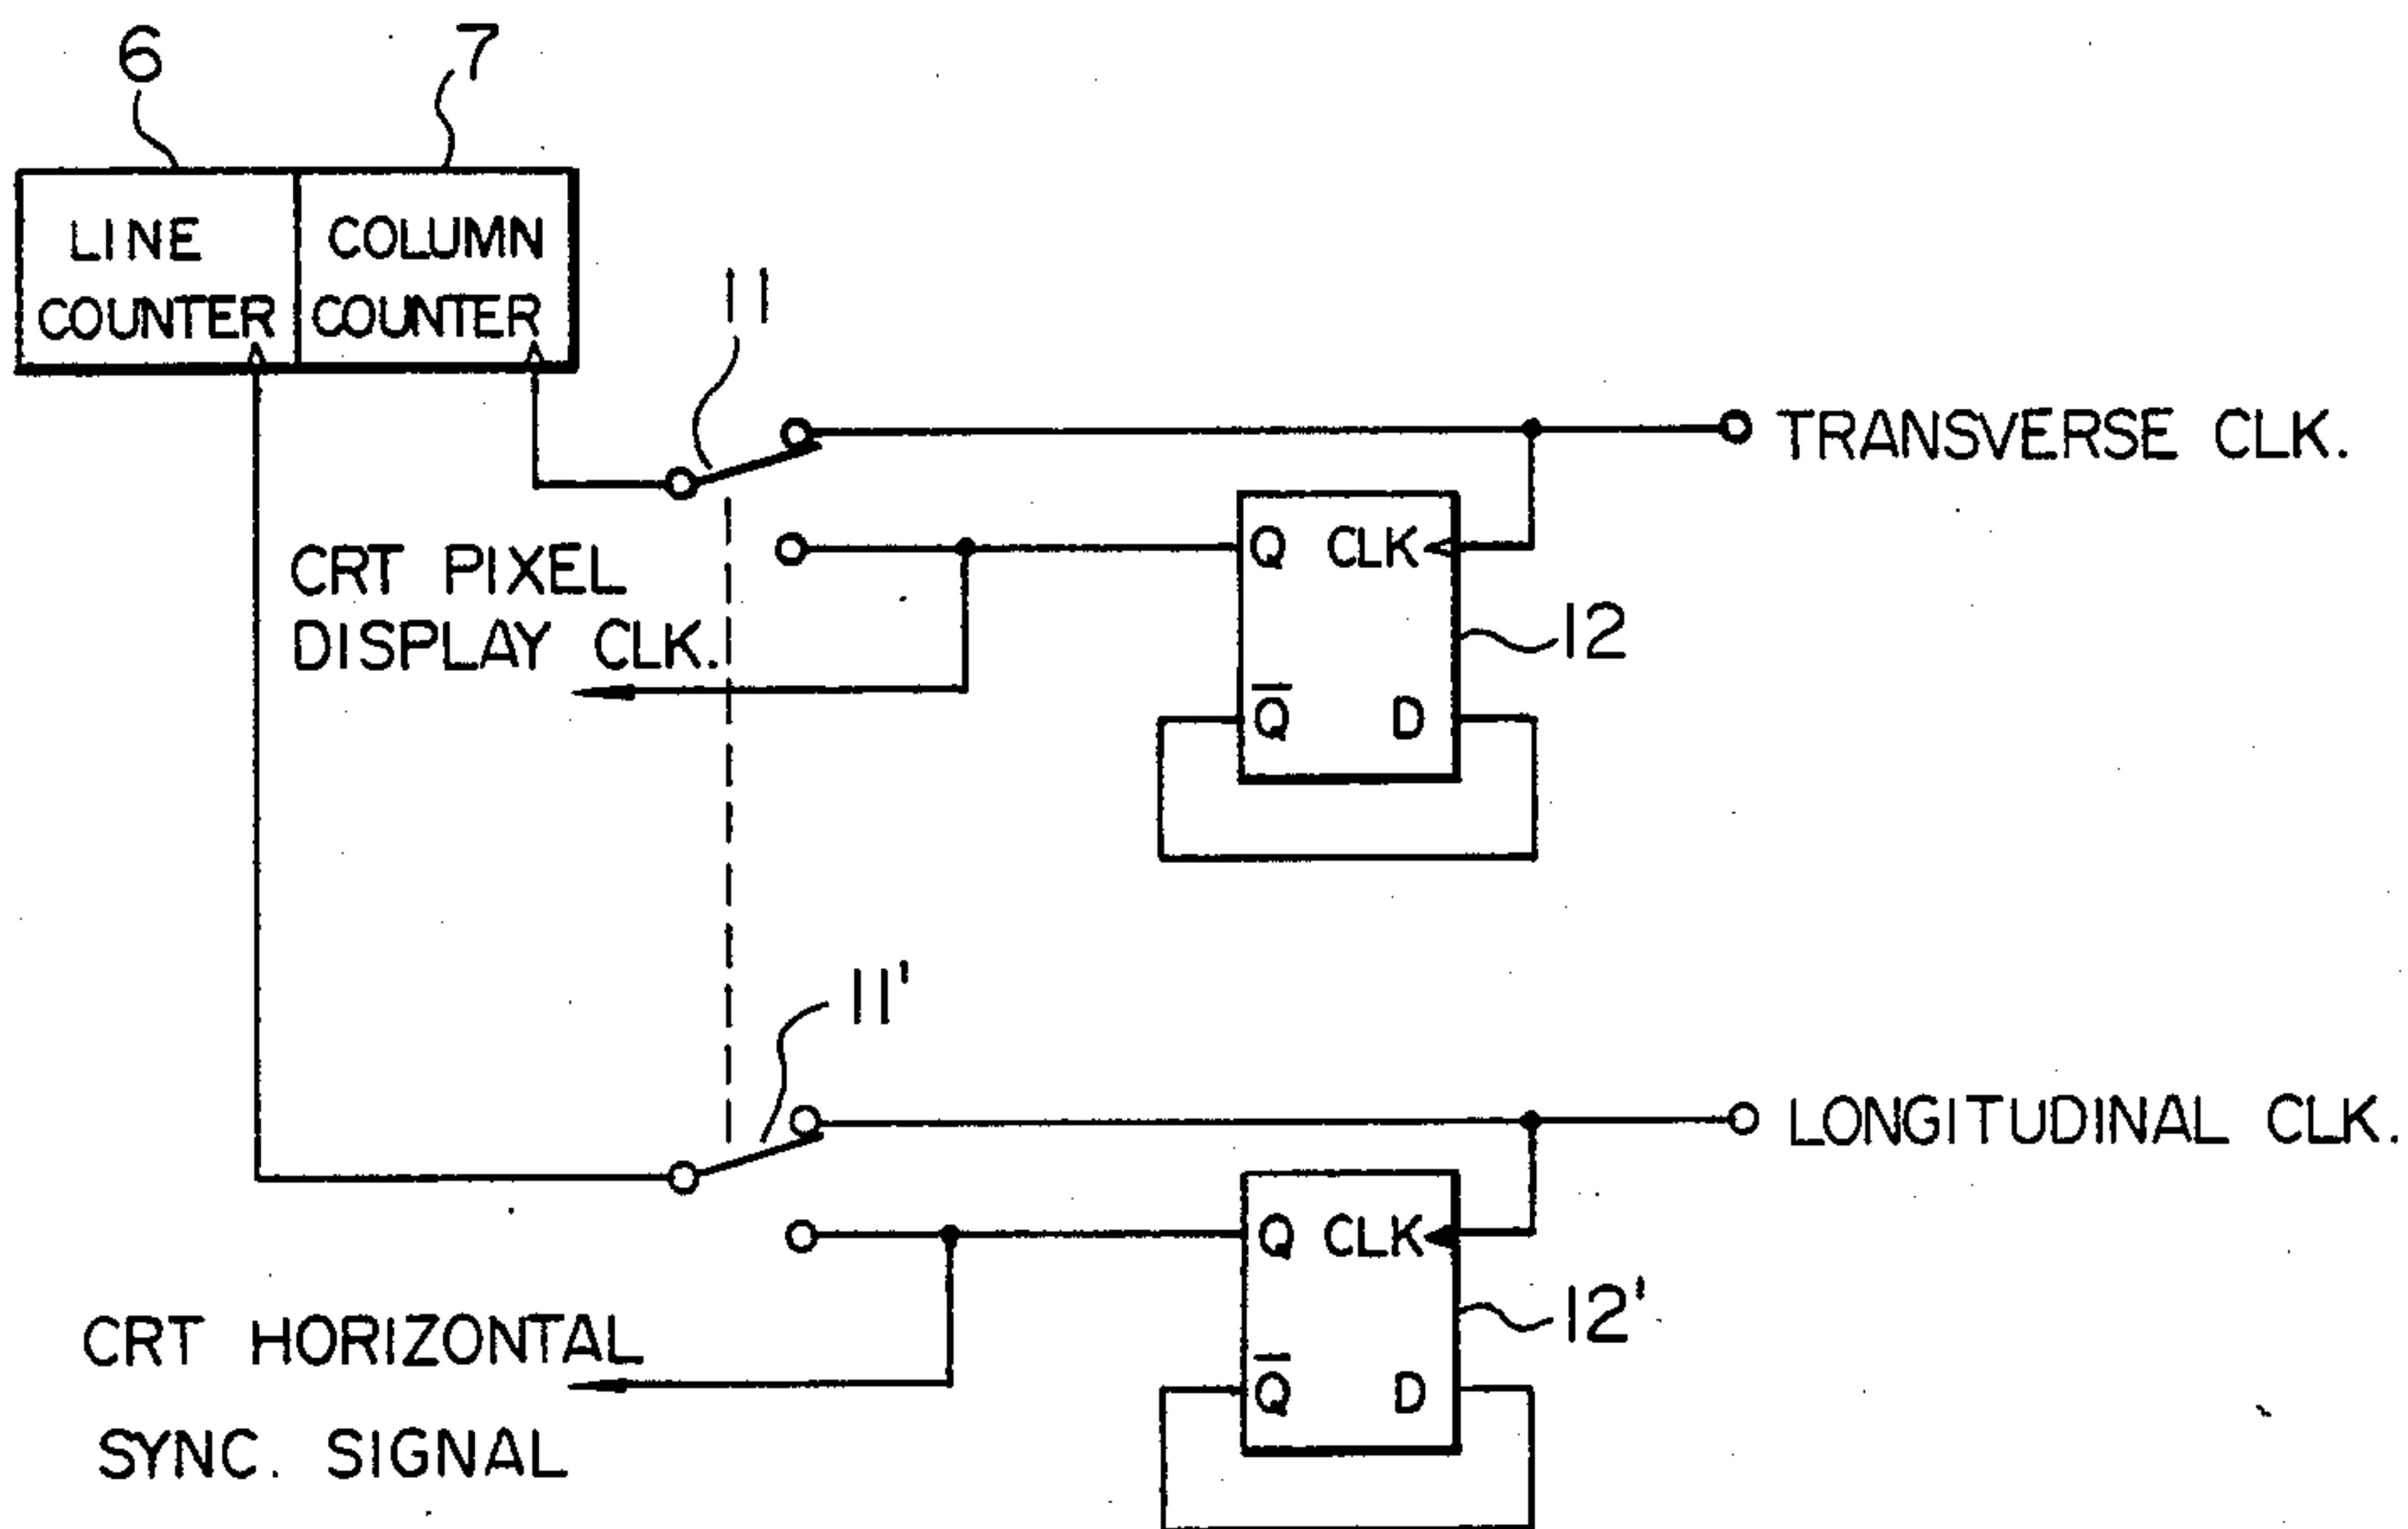 6
7
LINE
COUNTER
COLUMN
COUNTER
11
TRANSVERSE CLK.
CRT PIXEL
DISPLAY CLK.
Q CLK
12
Q̅ D
11'
LONGITUDINAL CLK.
Q CLK
12'
CRT HORIZONTAL
SYNC. SIGNAL
Q̅ D